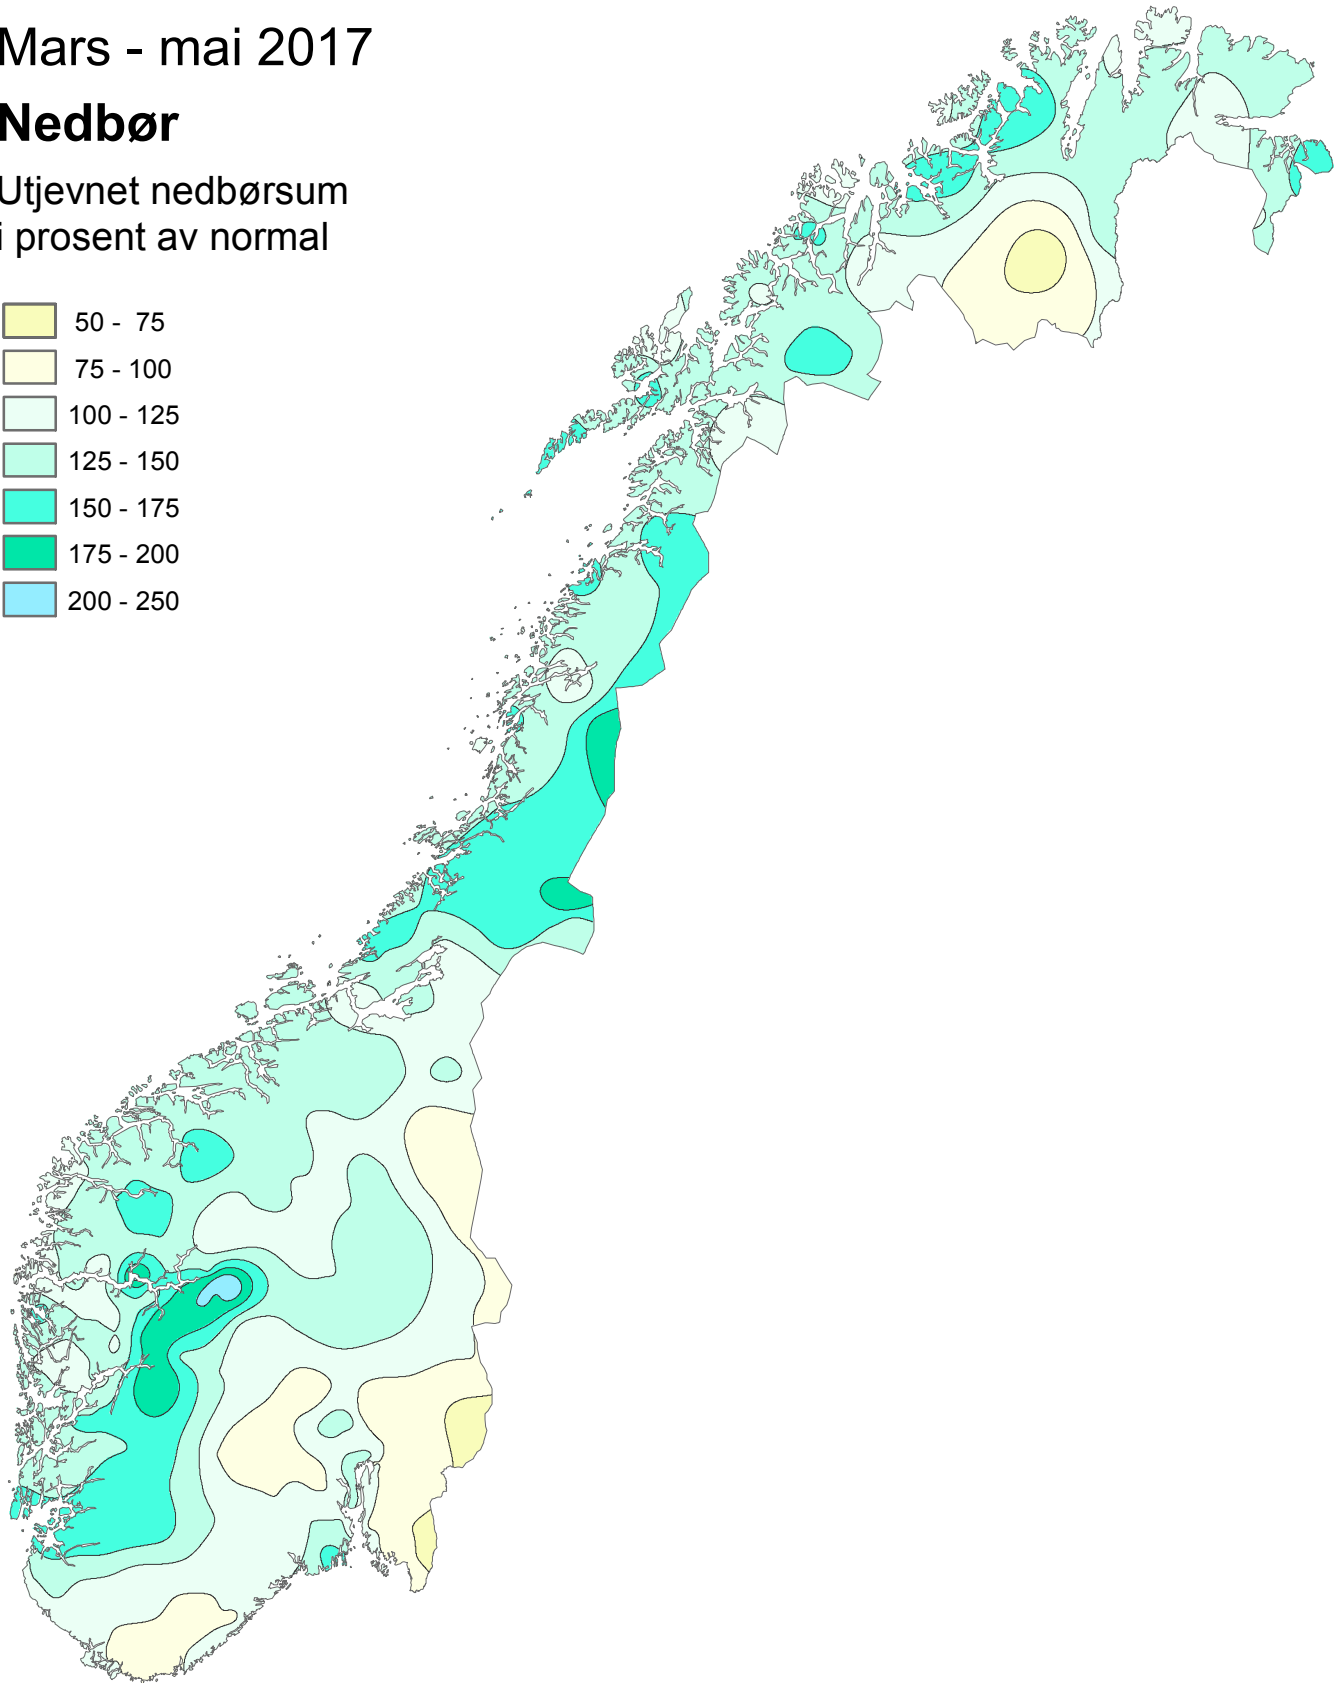 Mars - mai 2017
Nedbør
Utjevnet nedbørsum
i prosent av normal
50 - 75
75 - 100
100 - 125
125 - 150
150 - 175
175 - 200
200 - 250